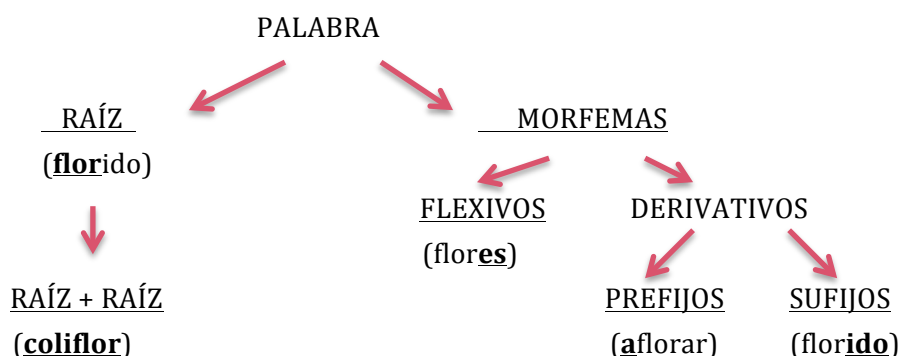 PALABRA
RAÍZ MORFEMAS
(florido)
FLEXIVOS DERIVATIVOS
(flores)
RAÍZ + RAÍZ PREFIJOS SUFIJOS
(coliflor) (aflorar) (florido)